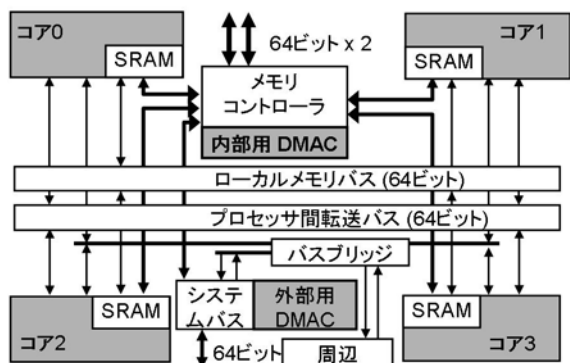 コア0
SRAM
64ビット x 2
コア1
SRAM
メモリ
コントローラ
内部用 DMAC
ローカルメモリバス (64ビット)
プロセッサ間転送バス (64ビット)
バスブリッジ
コア2
SRAM
システ
ムバス
外部用
DMAC
64ビット
周辺
SRAM
コア3